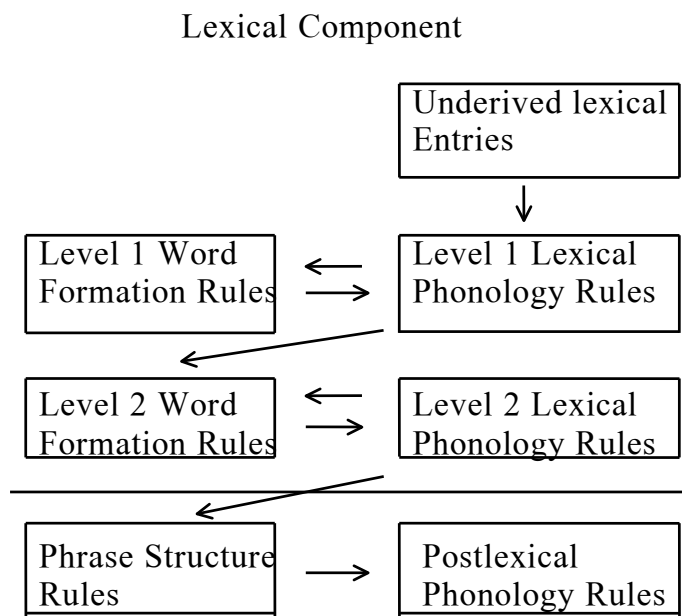 Lexical Component
Underived lexical
Entries
Level 1 Word
Formation Rules
Level 1 Lexical
Phonology Rules
Level 2 Word
Formation Rules
Level 2 Lexical
Phonology Rules
Phrase Structure
Rules
Postlexical
Phonology Rules